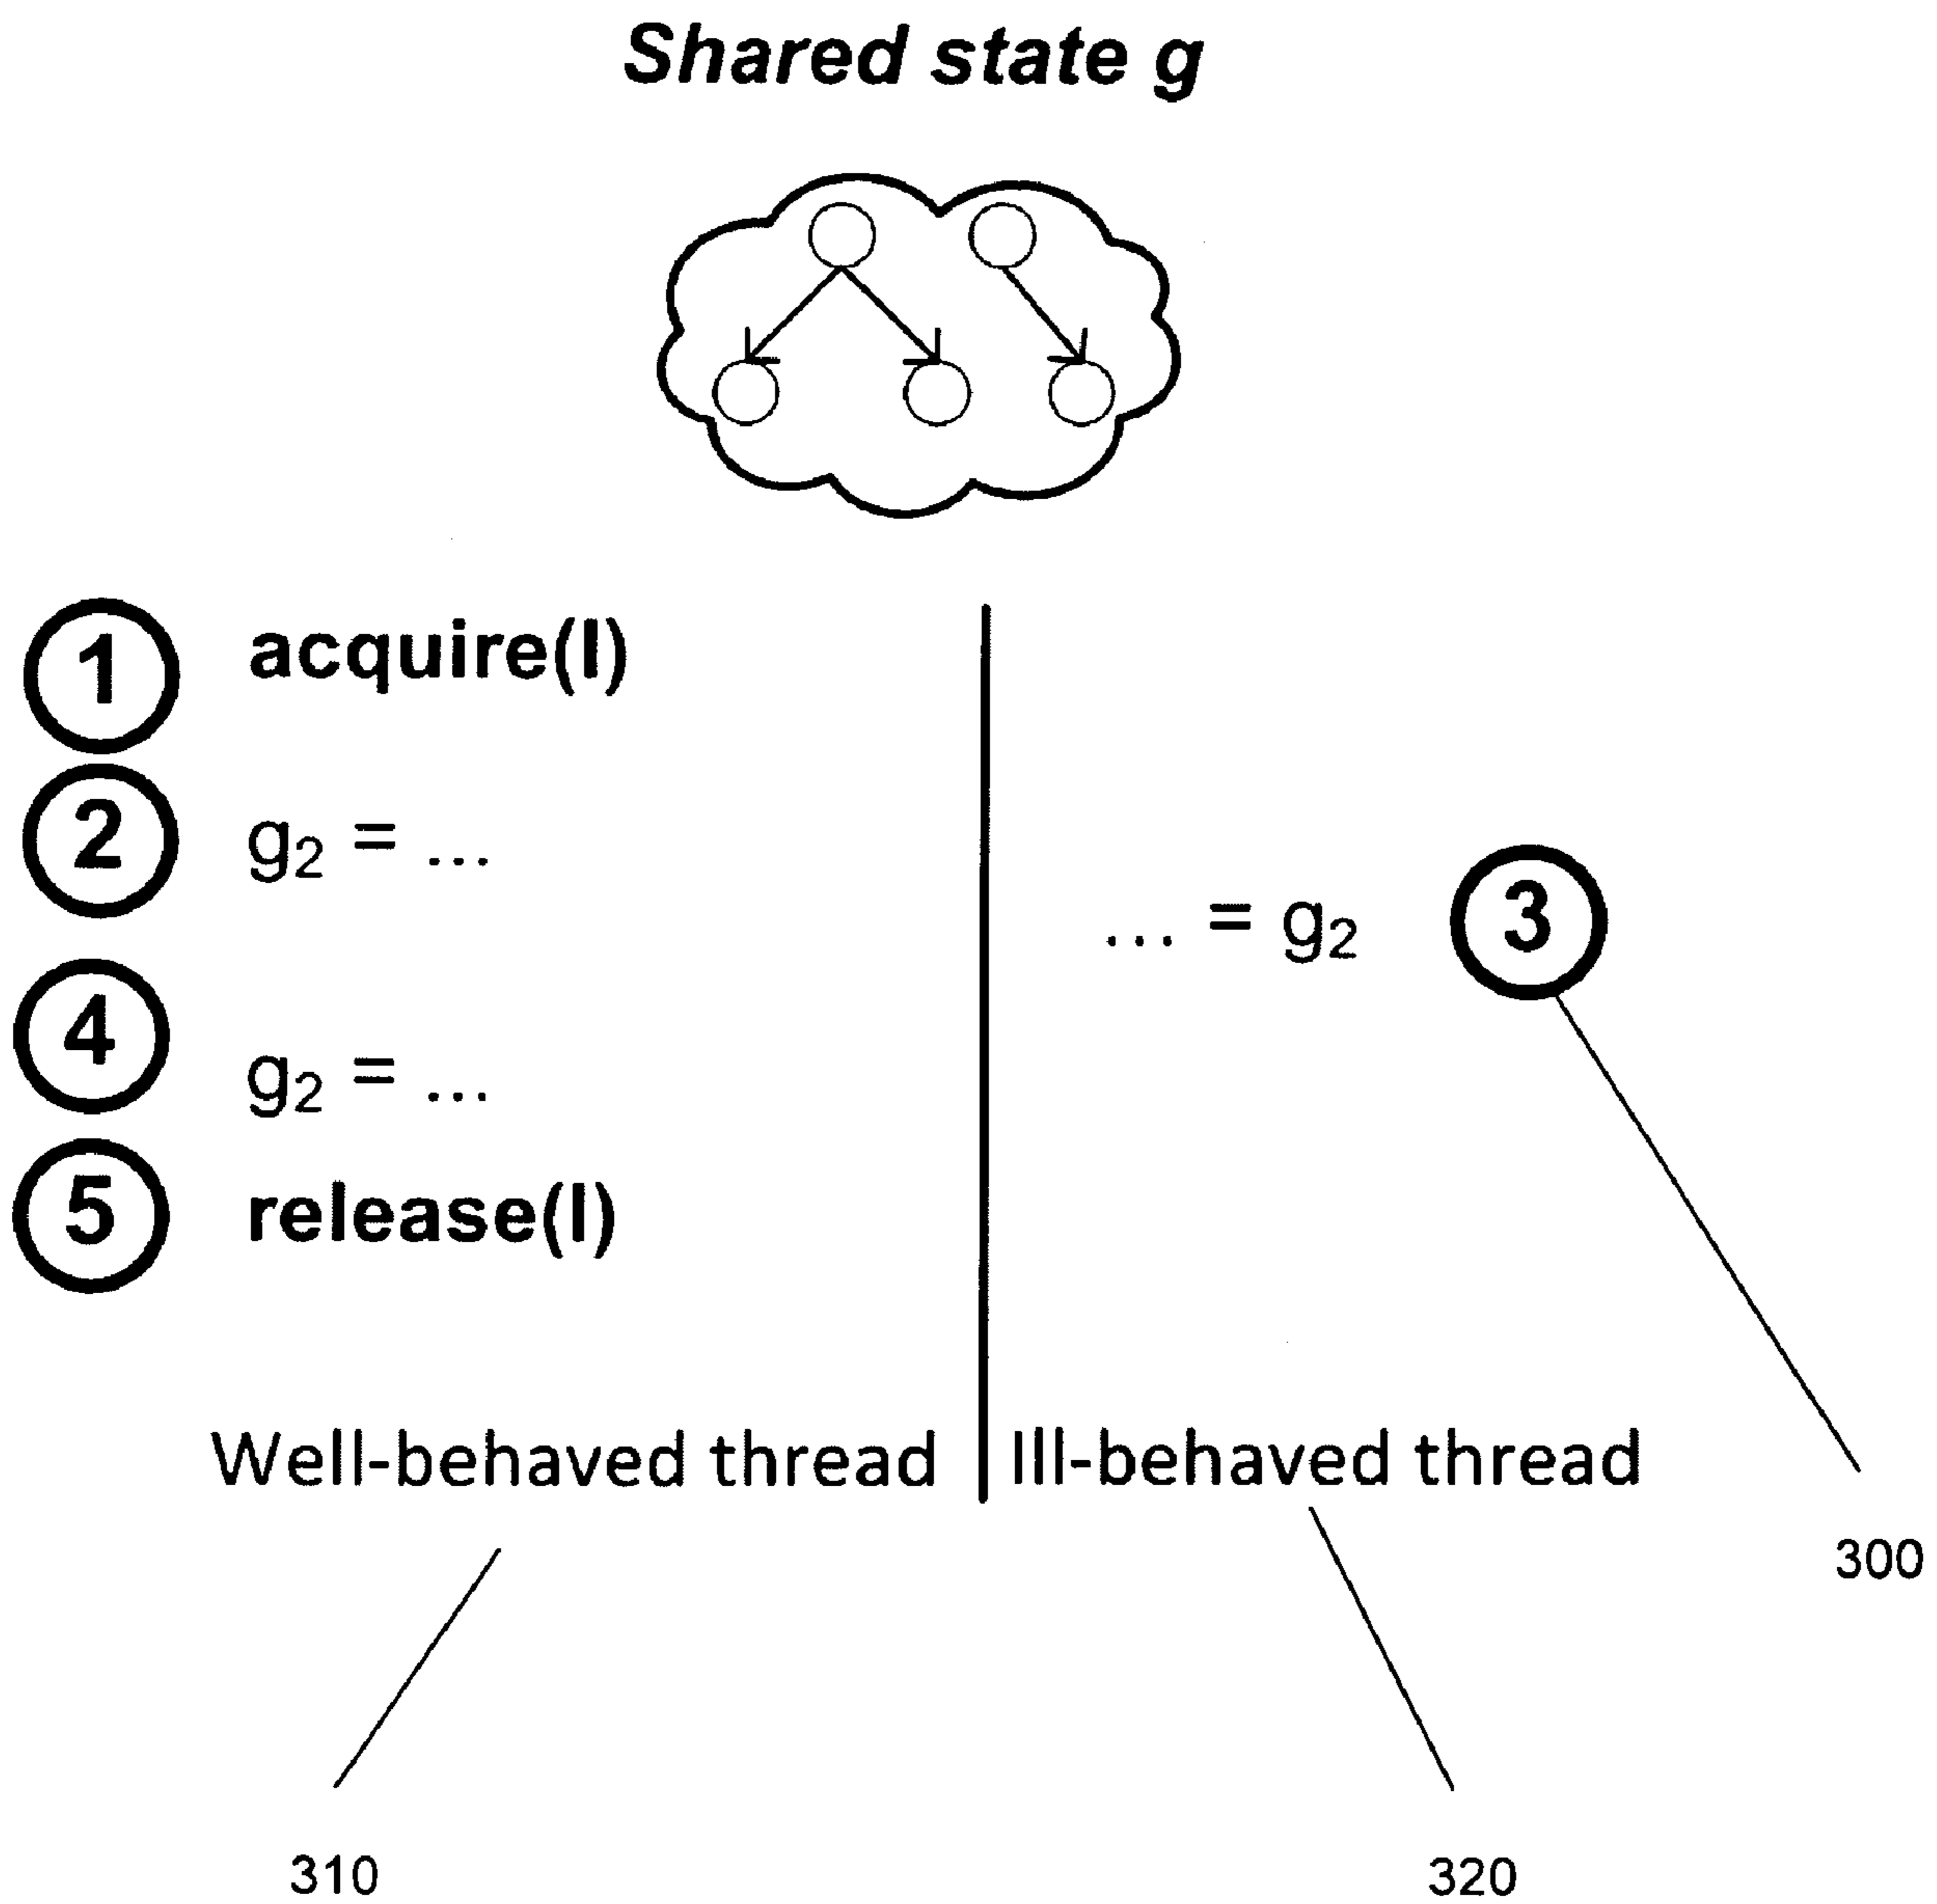 Shared state g
1 acquire(l)
2 g₂ = ...
... = g₂ 3
4 g₂ = ...
5 release(l)
Well-behaved thread Ill-behaved thread
300
310 320